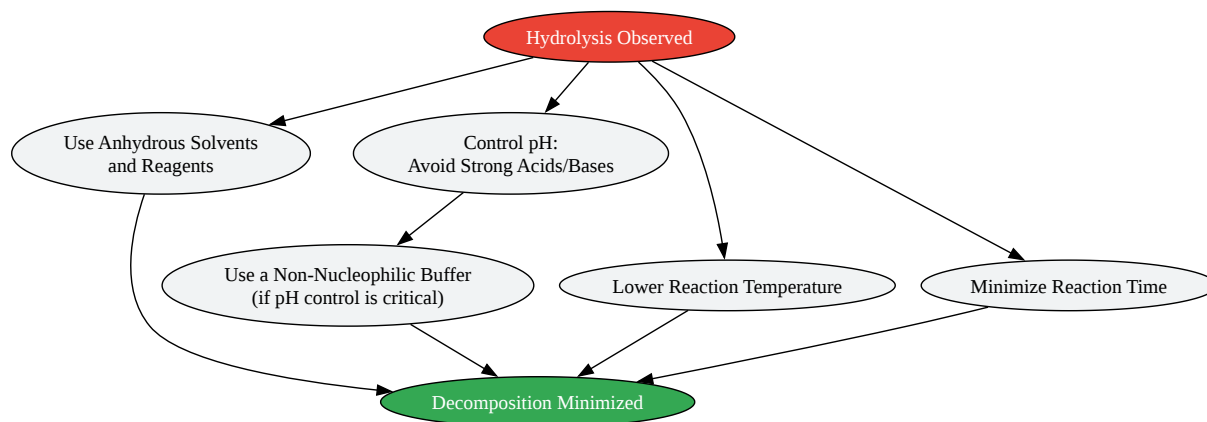 Hydrolysis Observed
Use Anhydrous Solvents
and Reagents
Control pH:
Avoid Strong Acids/Bases
Use a Non-Nucleophilic Buffer
(if pH control is critical)
Lower Reaction Temperature
Minimize Reaction Time
Decomposition Minimized